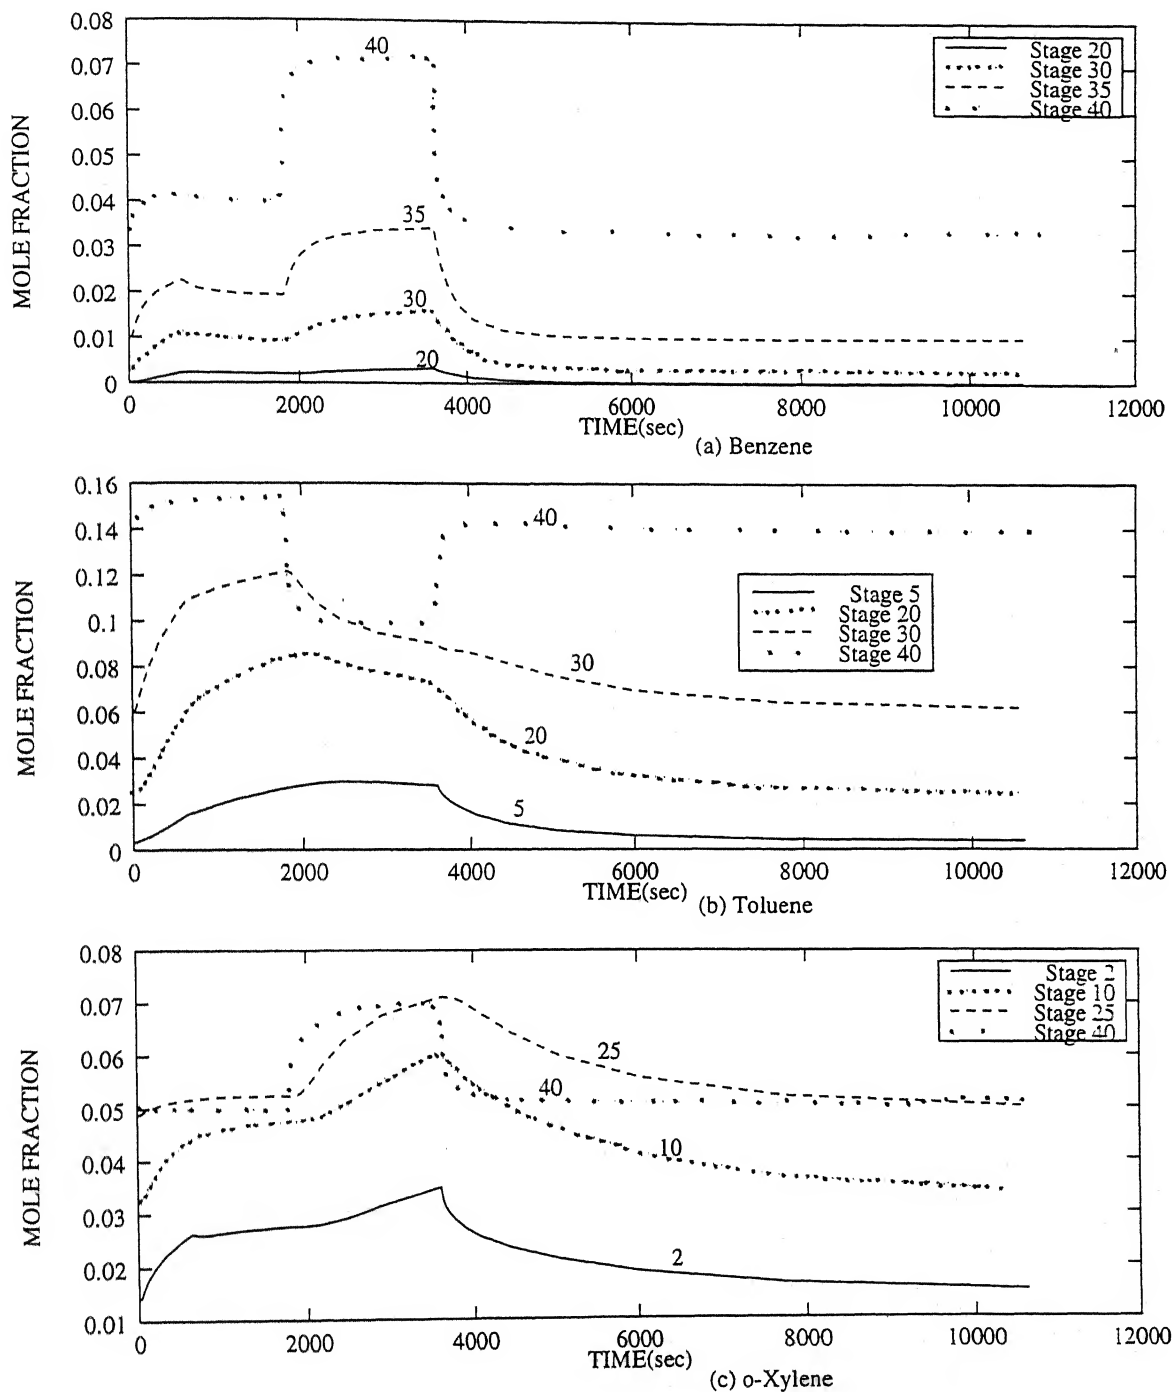 MOLE FRACTION
0.08
0.07
0.06
0.05
0.04
0.03
0.02
0.01
0
40
35
30
20
Stage 20
Stage 30
Stage 35
Stage 40
0 2000 4000 6000 8000 10000 12000
TIME(sec)
(a) Benzene
MOLE FRACTION
0.16
0.14
0.12
0.1
0.08
0.06
0.04
0.02
0
40
30
20
5
Stage 5
Stage 20
Stage 30
Stage 40
0 2000 4000 6000 8000 10000 12000
TIME(sec)
(b) Toluene
MOLE FRACTION
0.08
0.07
0.06
0.05
0.04
0.03
0.02
0.01
25
40
10
2
Stage 2
Stage 10
Stage 25
Stage 40
0 2000 4000 6000 8000 10000 12000
TIME(sec)
(c) o-Xylene